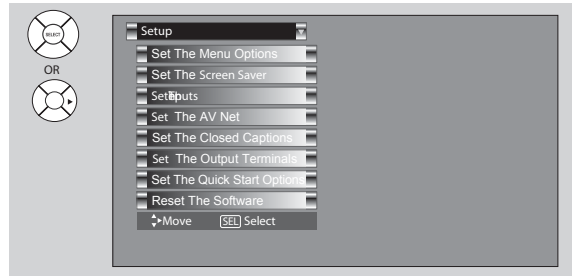 SELECT
OR
Setup
Set The Menu Options
Set The Screen Saver
Set Inputs
Set The AV Net
Set The Closed Captions
Set The Output Terminals
Set The Quick Start Options
Reset The Software
Move SEL Select